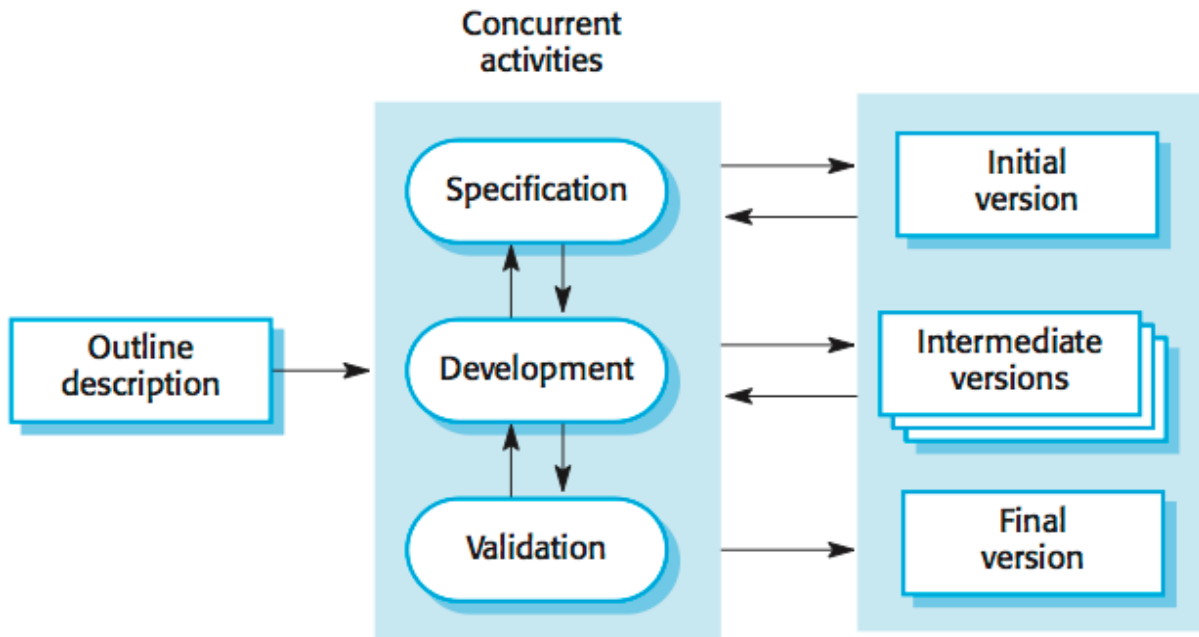 Concurrent
activities
Specification
Initial
version
Outline
description
Development
Intermediate
versions
Validation
Final
version